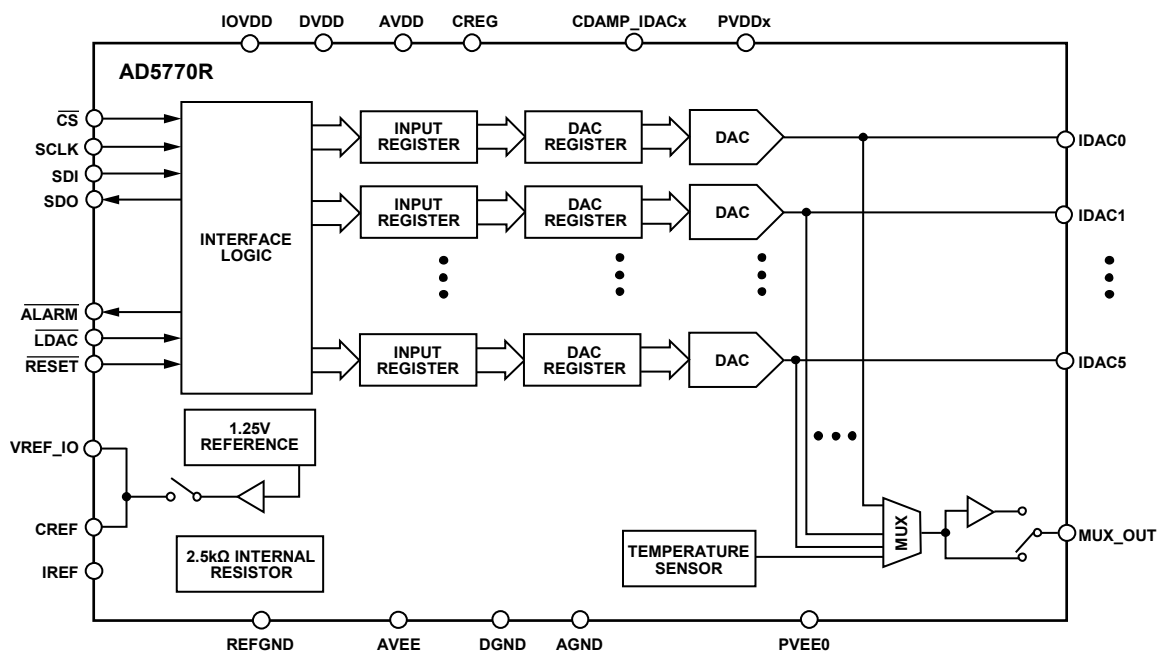 IOVDD DVDD AVDD CREG CDAMP_IDACx PVDDx
AD5770R
CS
SCLK
SDI
SDO
ALARM
LDAC
RESET
VREF_IO
CREF
IREF
INTERFACE
LOGIC
INPUT
REGISTER
DAC
REGISTER
DAC
IDAC0
INPUT
REGISTER
DAC
REGISTER
DAC
IDAC1
INPUT
REGISTER
DAC
REGISTER
DAC
IDAC5
1.25V
REFERENCE
2.5kΩ INTERNAL
RESISTOR
TEMPERATURE
SENSOR
MUX
MUX_OUT
REFGND AVEE DGND AGND PVEE0